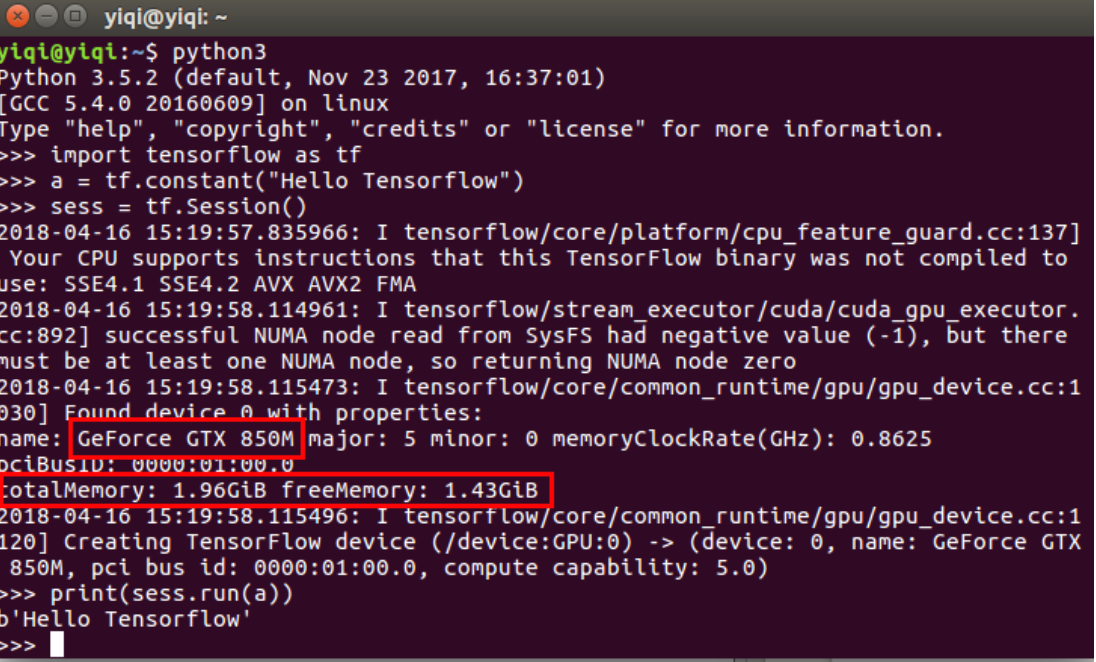 yiqi@yiqi: ~
yiqi@yiqi:~$ python3
Python 3.5.2 (default, Nov 23 2017, 16:37:01)
[GCC 5.4.0 20160609] on linux
Type "help", "copyright", "credits" or "license" for more information.
>>> import tensorflow as tf
>>> a = tf.constant("Hello Tensorflow")
>>> sess = tf.Session()
2018-04-16 15:19:57.835966: I tensorflow/core/platform/cpu_feature_guard.cc:137]
 Your CPU supports instructions that this TensorFlow binary was not compiled to
use: SSE4.1 SSE4.2 AVX AVX2 FMA
2018-04-16 15:19:58.114961: I tensorflow/stream_executor/cuda/cuda_gpu_executor.
cc:892] successful NUMA node read from SysFS had negative value (-1), but there
must be at least one NUMA node, so returning NUMA node zero
2018-04-16 15:19:58.115473: I tensorflow/core/common_runtime/gpu/gpu_device.cc:1
030] Found device 0 with properties:
name: GeForce GTX 850M major: 5 minor: 0 memoryClockRate(GHz): 0.8625
pciBusID: 0000:01:00.0
totalMemory: 1.96GiB freeMemory: 1.43GiB
2018-04-16 15:19:58.115496: I tensorflow/core/common_runtime/gpu/gpu_device.cc:1
120] Creating TensorFlow device (/device:GPU:0) -> (device: 0, name: GeForce GTX
 850M, pci bus id: 0000:01:00.0, compute capability: 5.0)
>>> print(sess.run(a))
b'Hello Tensorflow'
>>>